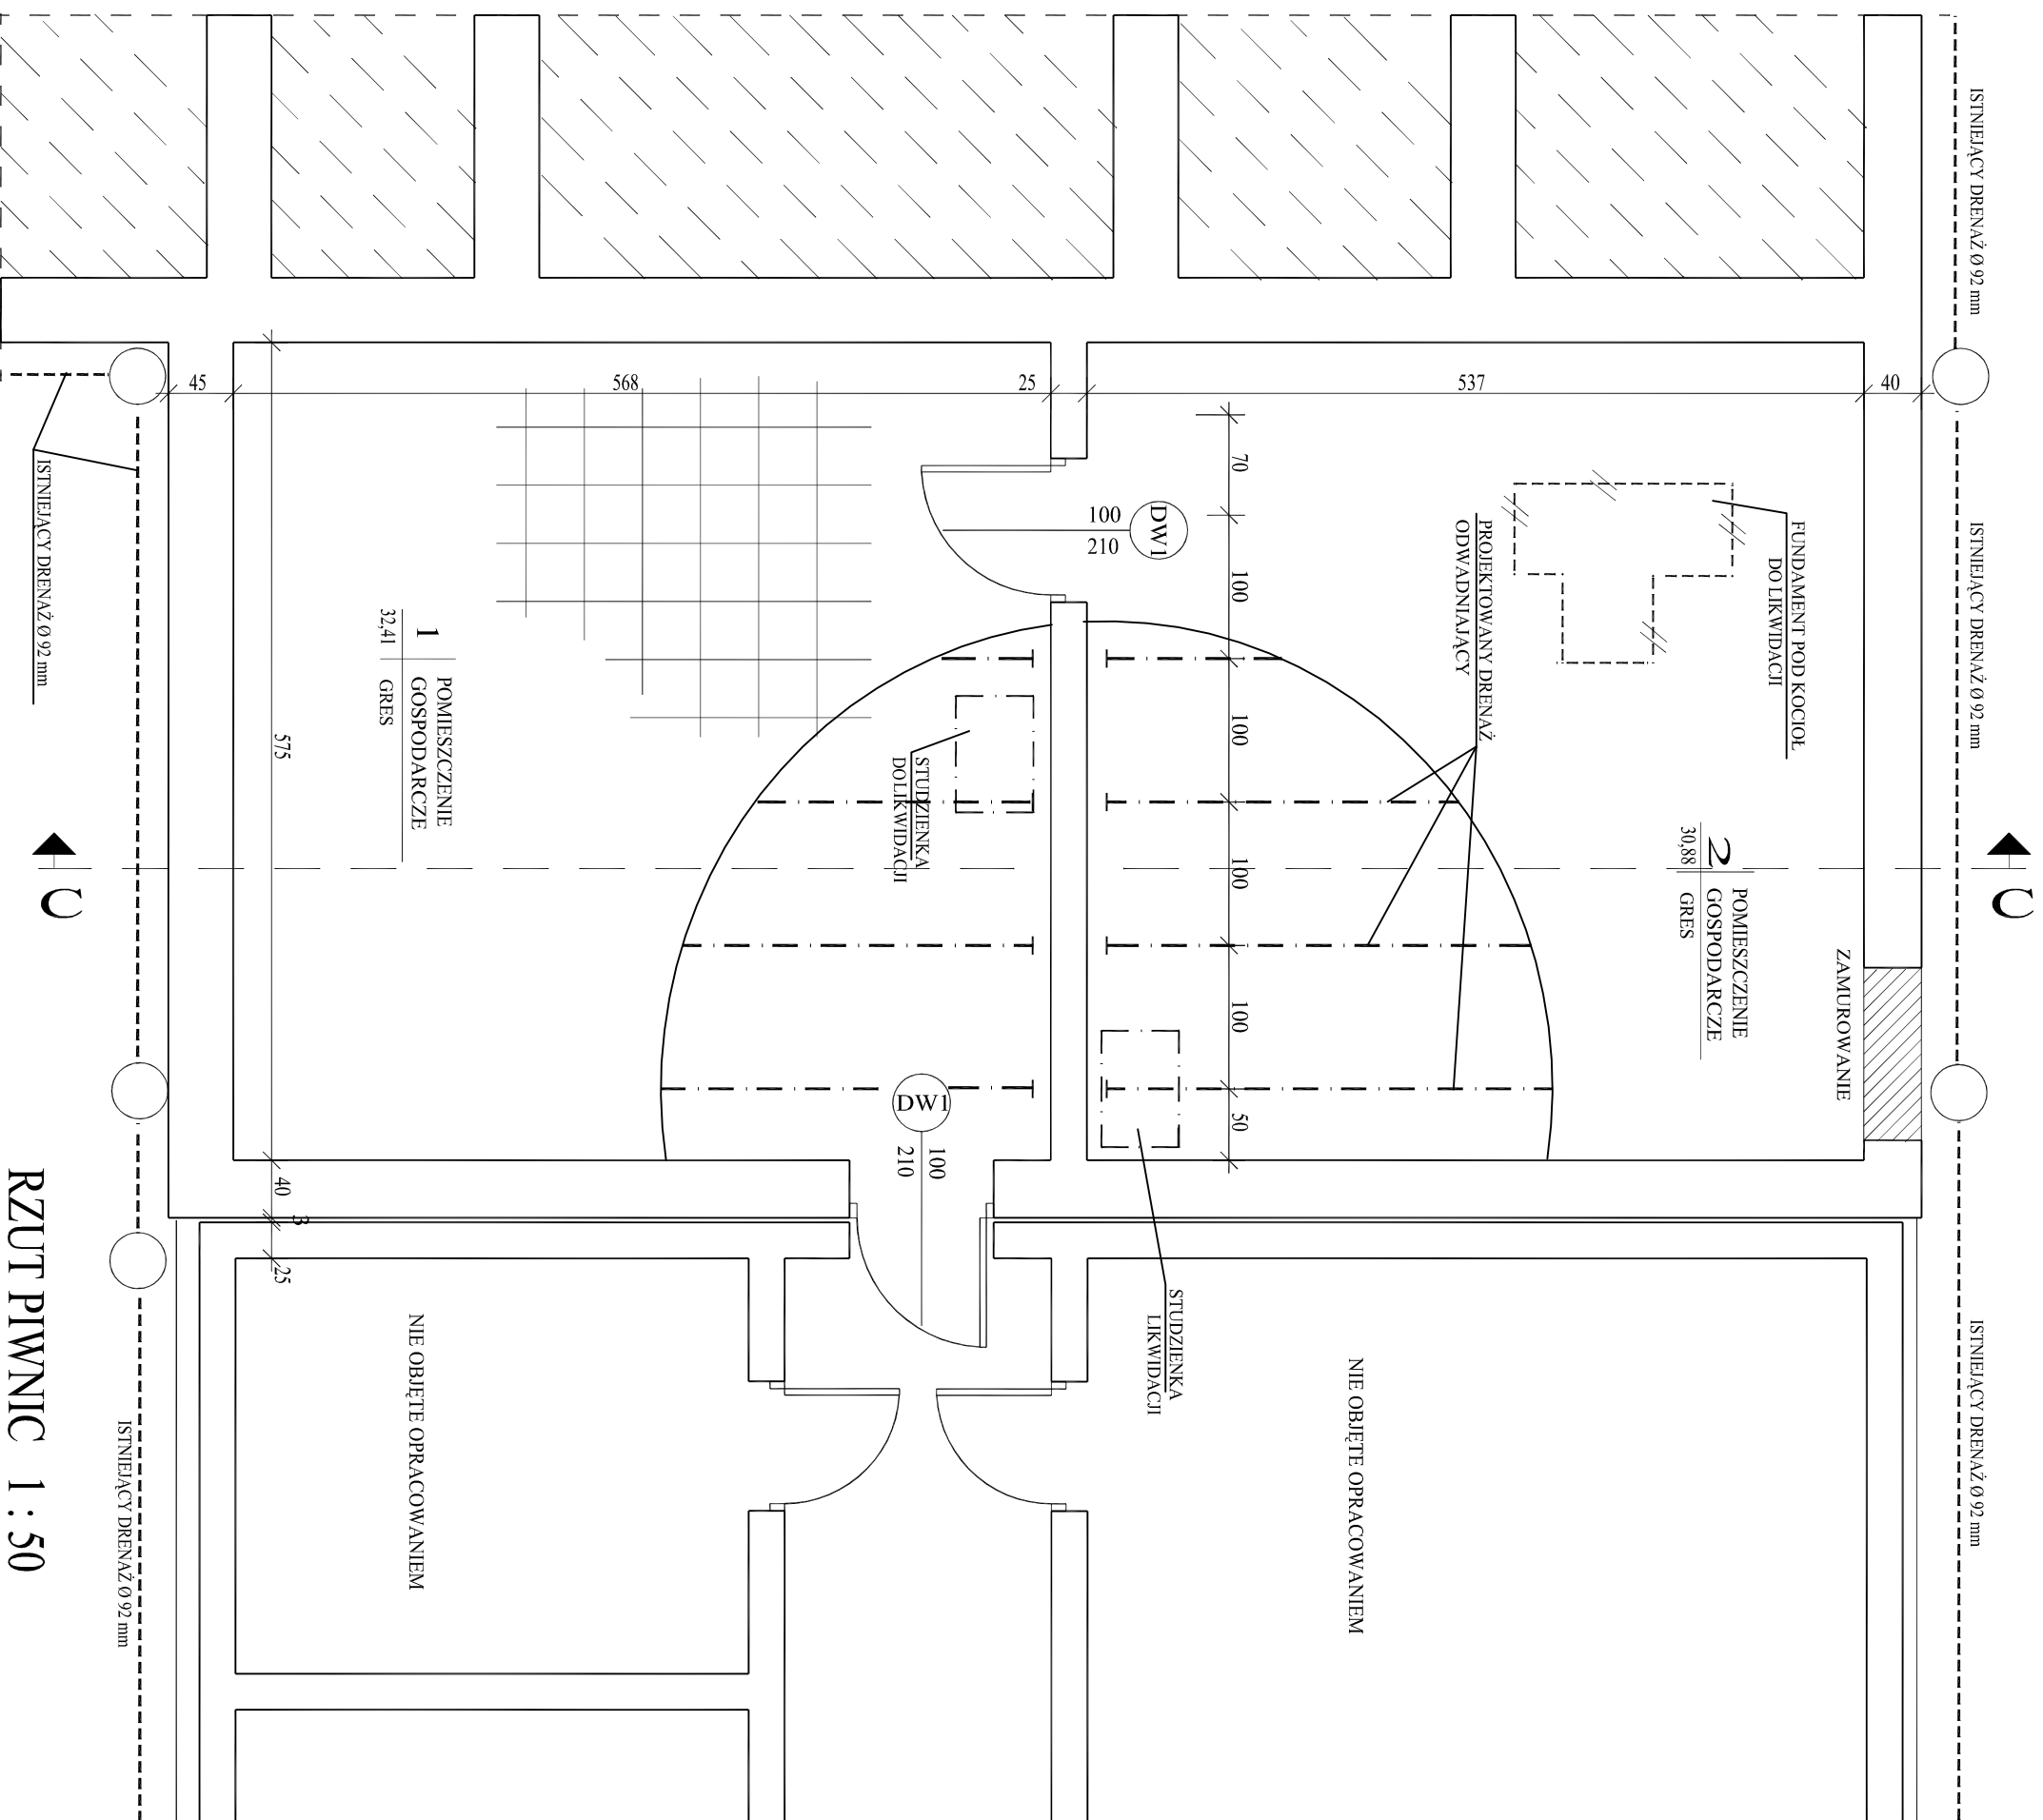 ISTNIEJĄCY DRENAŻ Ø 92 mm
45
568
25
537
40
70
100
210
DW1
100
PROJEKTOWANY DRENAŻ
ODWADNIAJĄCY
FUNDAMENT POD KOCIOŁ
DO LIKWIDACJI
ISTNIEJĄCY DRENAŻ Ø 92 mm
ISTNIEJĄCY DRENAŻ Ø 92 mm
1
POMIESZCZENIE
GOSPODARCZE
32,41
GRES
575
100
STUDZIENKA
DO LIKWIDACJI
2
POMIESZCZENIE
GOSPODARCZE
30,88
GRES
C
C
100
100
50
ZAMUROWANIE
DW1
100
210
40
3
25
STUDZIENKA
LIKWIDACJI
NIE OBJĘTE OPRACOWANIEM
NIE OBJĘTE OPRACOWANIEM
ISTNIEJĄCY DRENAŻ Ø 92 mm
ISTNIEJĄCY DRENAŻ Ø 92 mm
RZUT PIWNIC 1 : 50